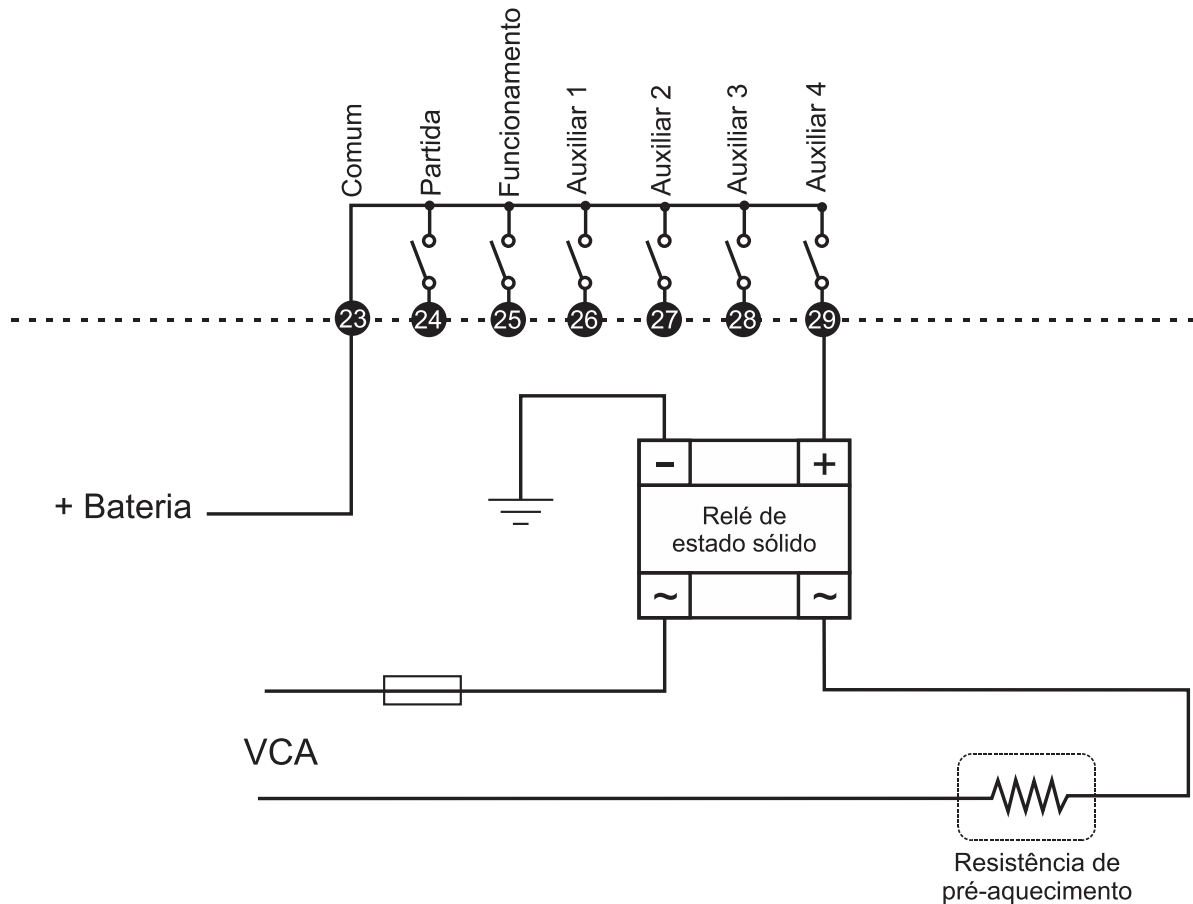 Comum
Partida
Funcionamento
Auxiliar 1
Auxiliar 2
Auxiliar 3
Auxiliar 4
23
24
25
26
27
28
29
+ Bateria
- +
Relé de
estado sólido
~ ~
VCA
Resistência de
pré-aquecimento